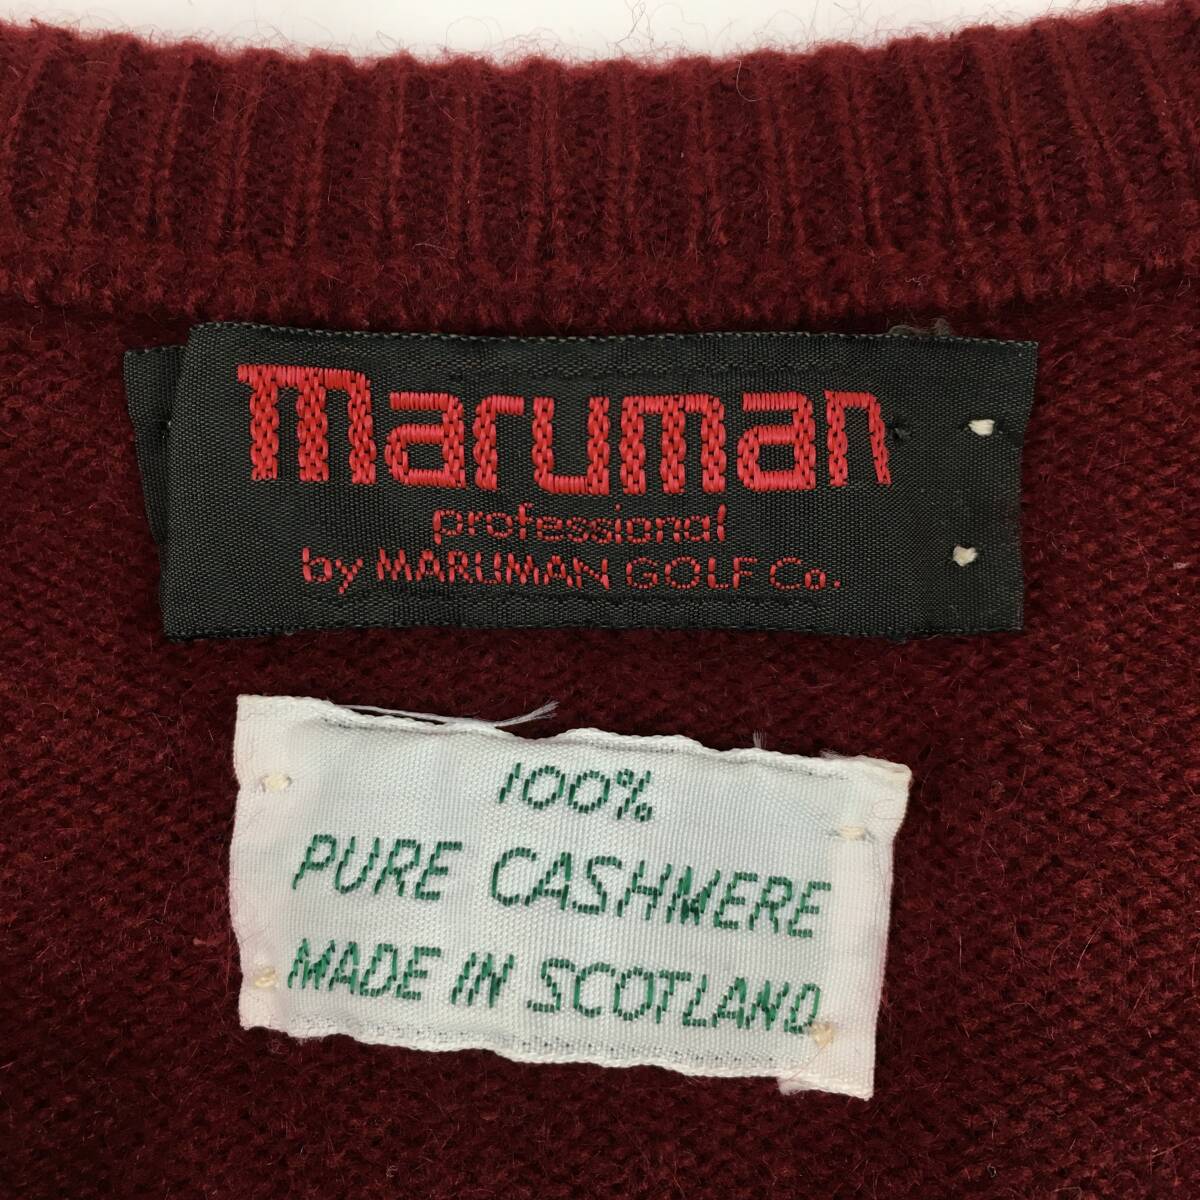 maruman
professional
by MARUMAN GOLF Co.
100%
PURE CASHMERE
MADE IN SCOTLAND